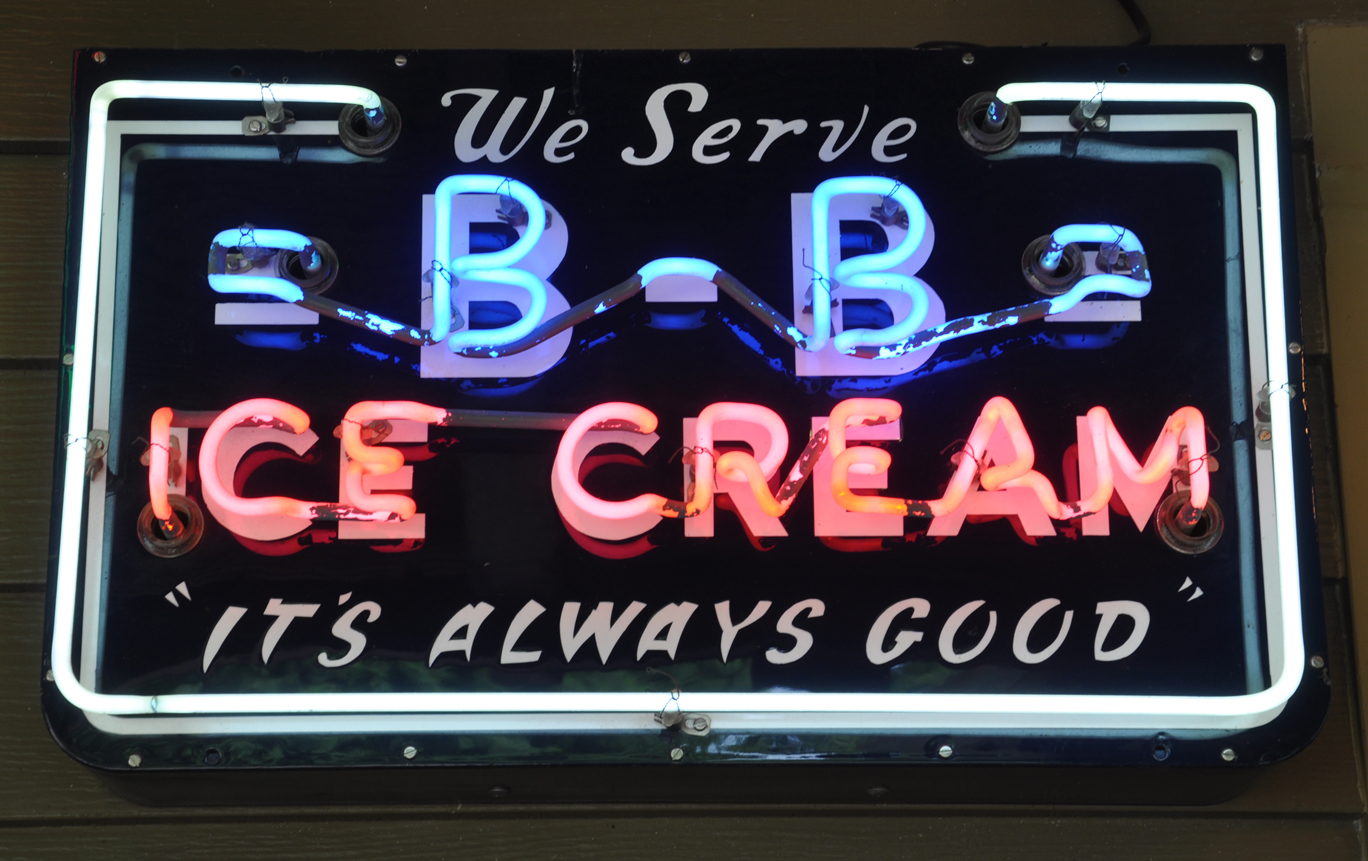 We Serve
-B-B-
ICE CREAM
"IT'S ALWAYS GOOD"